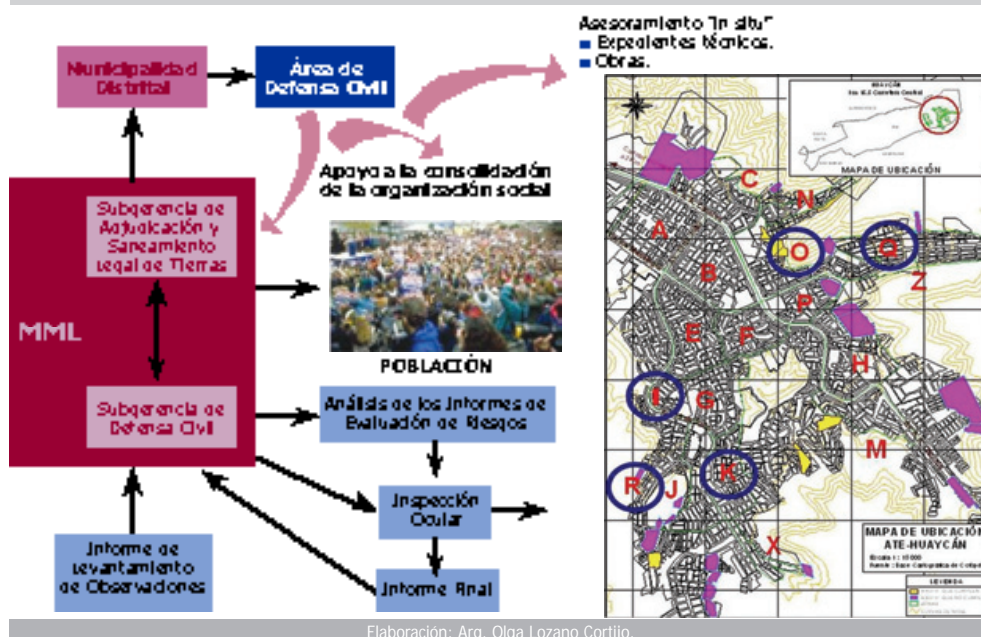 Asesoramiento "in situ"
Expedientes técnicos.
Obras.
Municipalidad
Distrital
Área de
Defensa Civil
Apoyo a la consolidación
de la organización social
MML
Subgerencia de
Adjudicación y
Saneamiento
Legal de Tierras
Subgerencia de
Defensa Civil
POBLACIÓN
Análisis de los Informes de
Evaluación de Riesgos
Inspección
Ocular
Informe Final
Informe de
Levantamiento
de Observaciones
HUAYCÁN
MAPA DE UBICACIÓN
C
N
A
O
Q
B
Z
P
E
F
H
I
G
M
R
J
K
X
MAPA DE UBICACIÓN
ATE-HUAYCÁN
LEYENDA
Elaboración: Arq. Olga Lozano Cortijo.